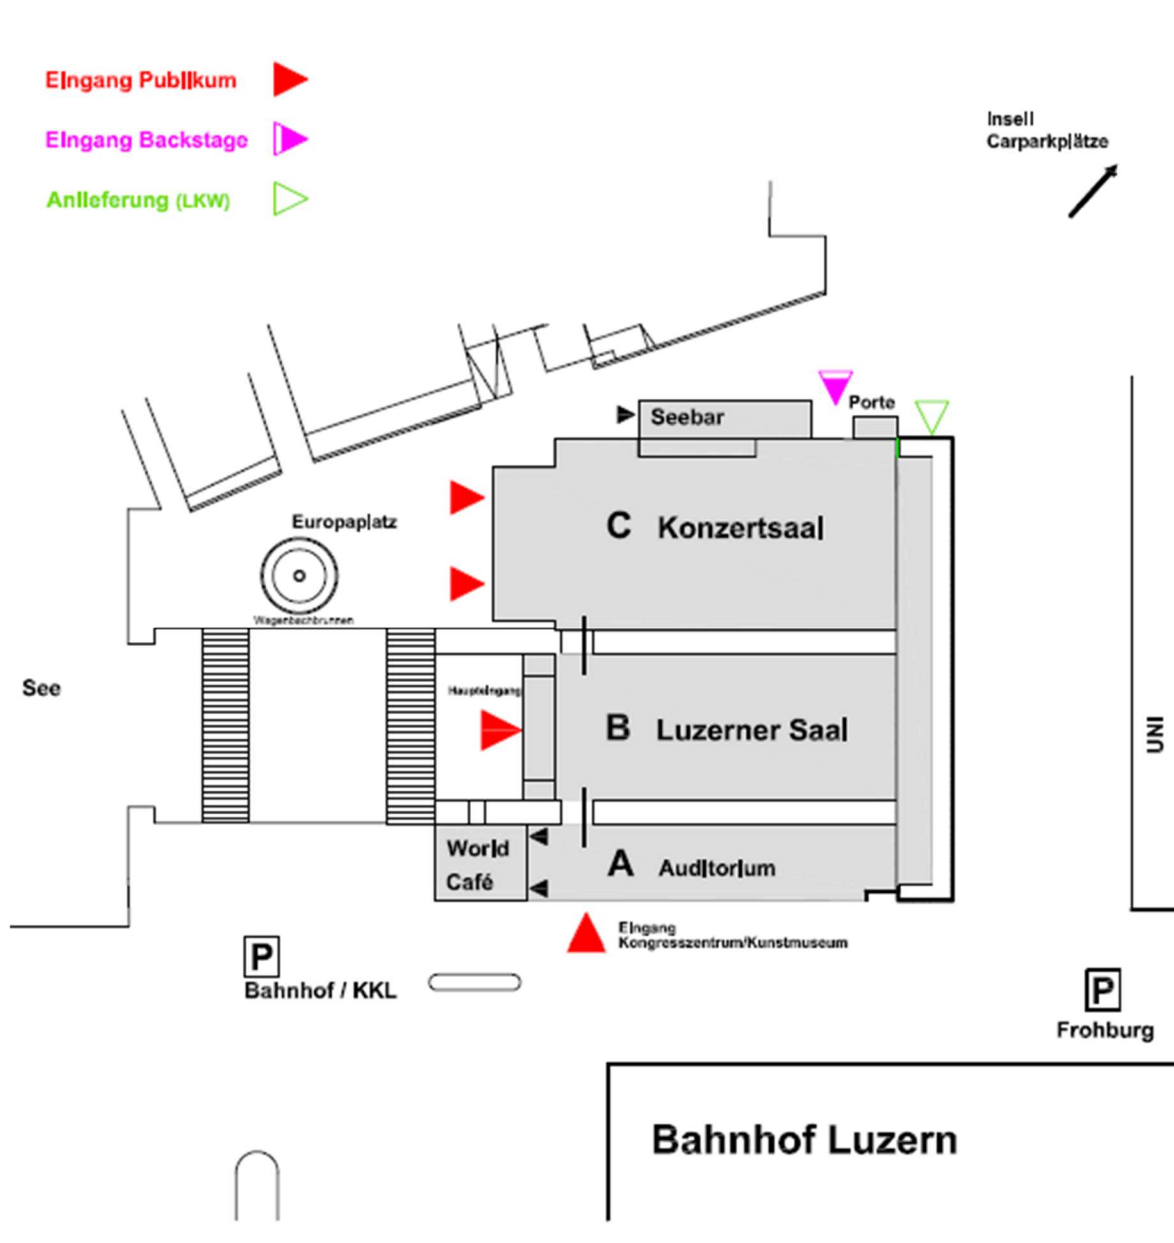 Eingang Publikum
Eingang Backstage
Anlieferung (LKW)
Inseli
Carparkplätze
Seebar
Porte
C Konzertsaal
Europaplatz
Wagenbachbrunnen
See
Haupteingang
B Luzerner Saal
UNI
World
Café
A Auditorium
Eingang
Kongresszentrum/Kunstmuseum
P
Bahnhof / KKL
P
Frohburg
Bahnhof Luzern